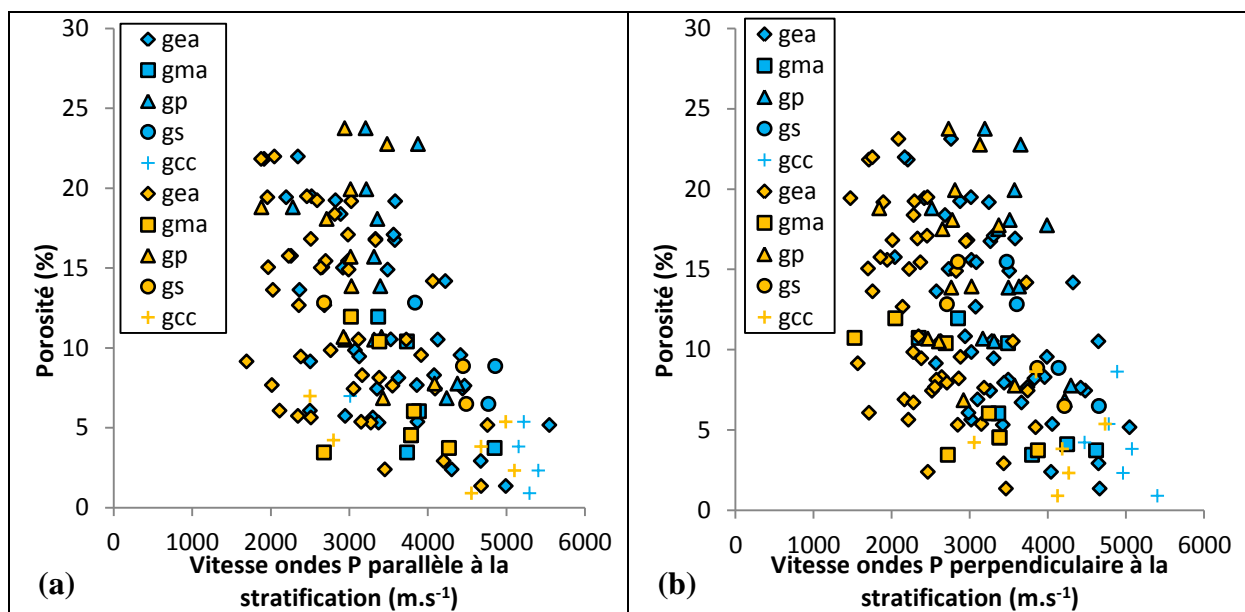 30
25
20
15
10
5
0
Porosité (%)
gea
gma
gp
gs
gcc
gea
gma
gp
gs
gcc
0 1000 2000 3000 4000 5000 6000
Vitesse ondes P parallèle à la
stratification (m.s⁻¹)
(a)
30
25
20
15
10
5
0
Porosité (%)
gea
gma
gp
gs
gcc
gea
gma
gp
gs
gcc
0 1000 2000 3000 4000 5000 6000
Vitesse ondes P perpendiculaire à la
stratification (m.s⁻¹)
(b)